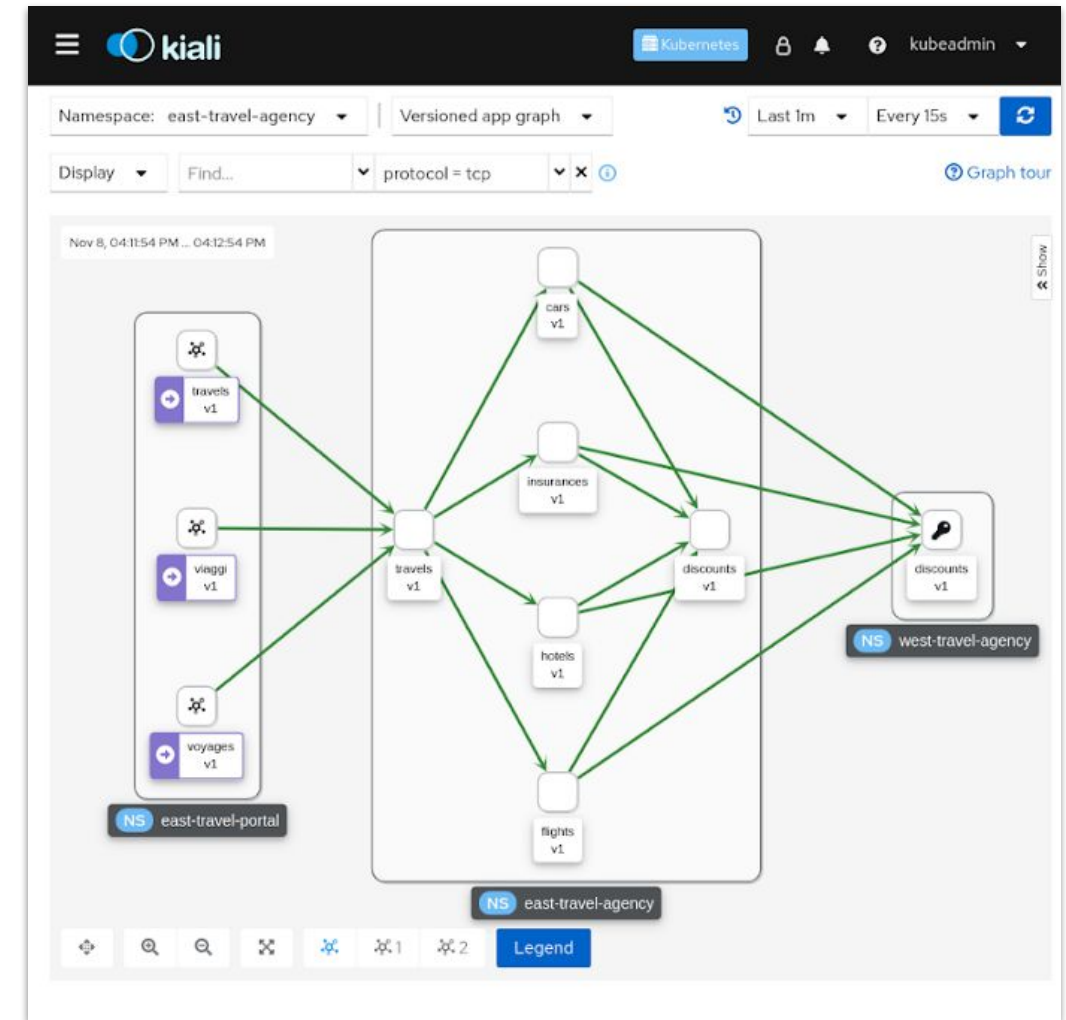 kiali
Kubernetes
kubeadmin
Namespace: east-travel-agency
Versioned app graph
Last 1m
Every 15s
Display
Find...
protocol = tcp
Graph tour
Nov 8, 04:11:54 PM ... 04:12:54 PM
« Show
cars
v1
travels
v1
insurances
v1
viaggi
v1
travels
v1
discounts
v1
discounts
v1
NS west-travel-agency
hotels
v1
voyages
v1
NS east-travel-portal
flights
v1
NS east-travel-agency
1
2
Legend